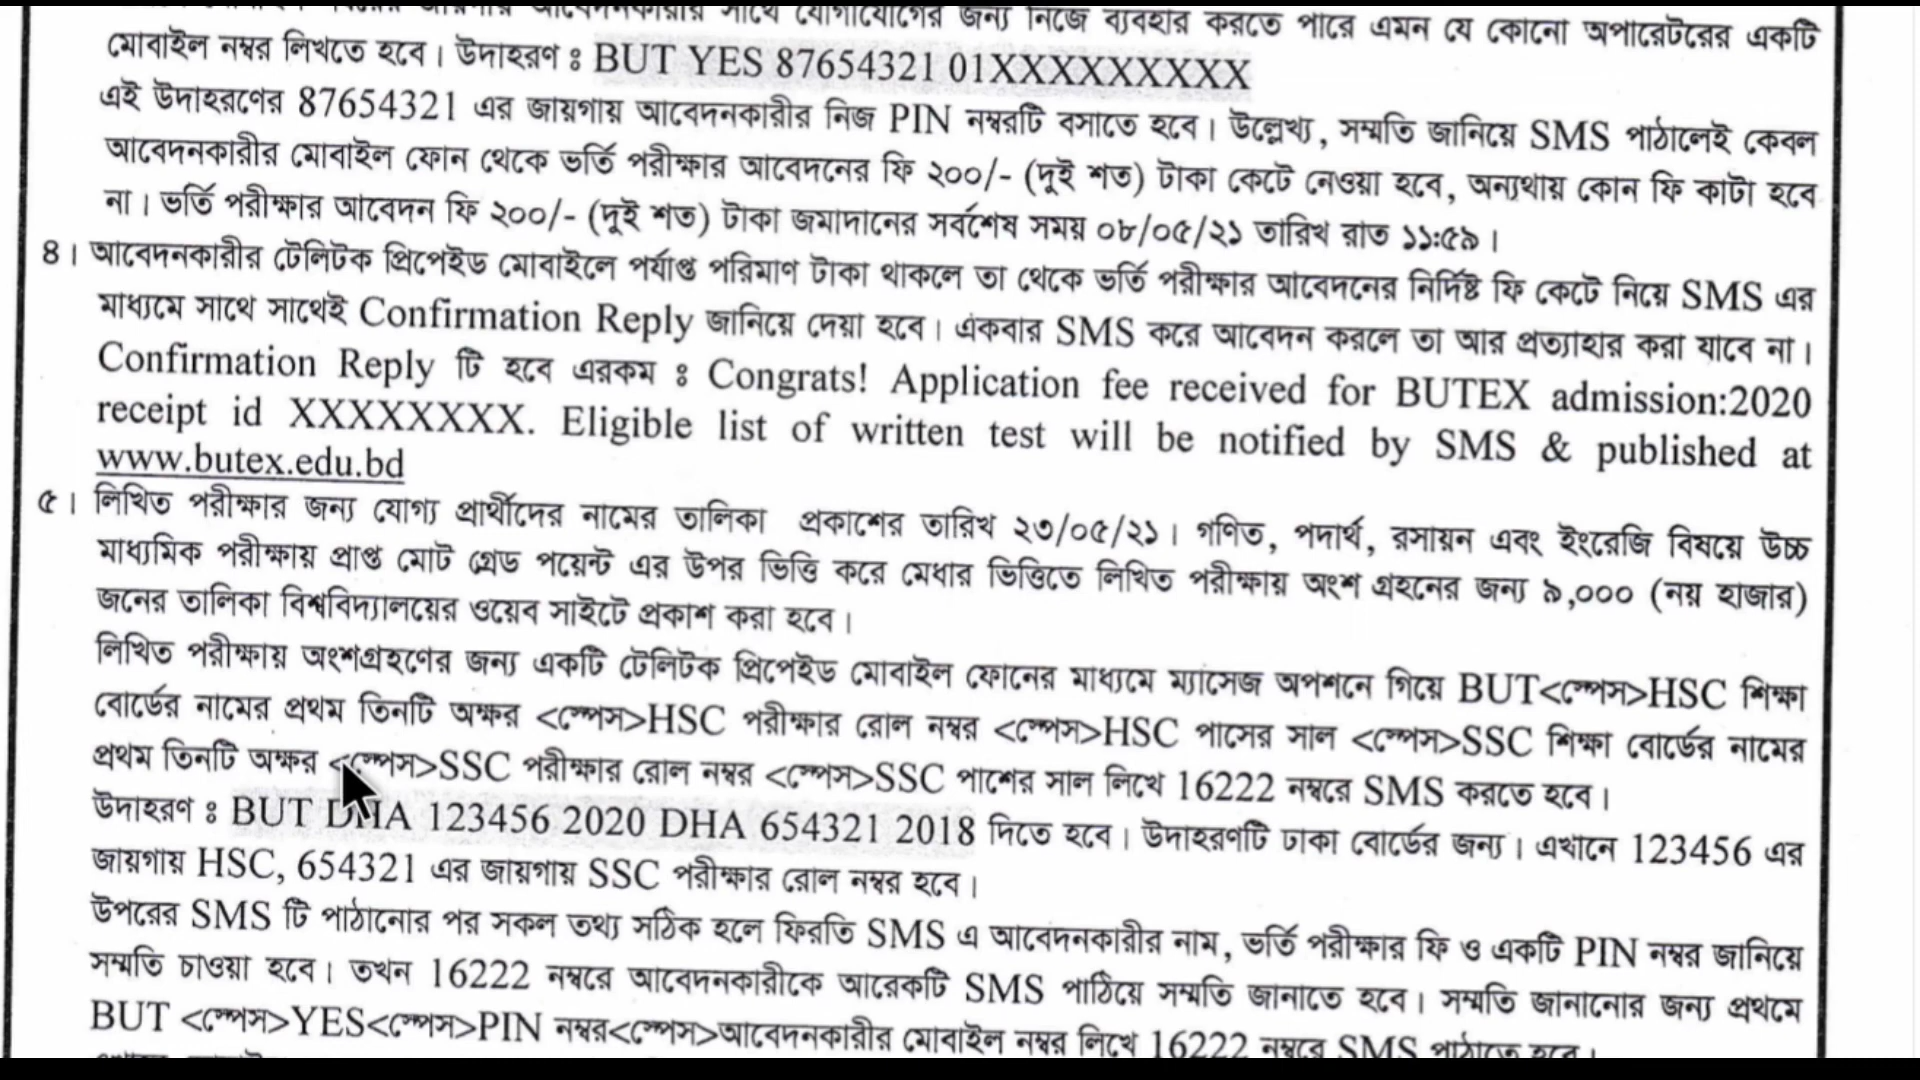 সাথে যোগাযোগের জন্য নিজে ব্যবহার করতে পারে এমন যে কোনো অপারেটরের একটি
মোবাইল নম্বর লিখতে হবে। উদাহরণ ঃ BUT YES 87654321 01XXXXXXXXX
এই উদাহরণের 87654321 এর জায়গায় আবেদনকারীর নিজ PIN নম্বরটি বসাতে হবে। উল্লেখ্য, সম্মতি জানিয়ে SMS পাঠালেই কেবল
আবেদনকারীর মোবাইল ফোন থেকে ভর্তি পরীক্ষার আবেদনের ফি ২০০/- (দুই শত) টাকা কেটে নেওয়া হবে, অন্যথায় কোন ফি কাটা হবে
না। ভর্তি পরীক্ষার আবেদন ফি ২০০/- (দুই শত) টাকা জমাদানের সর্বশেষ সময় ০৮/০৫/২১ তারিখ রাত ১১:৫৯।
৪। আবেদনকারীর টেলিটক প্রিপেইড মোবাইলে পর্যাপ্ত পরিমাণ টাকা থাকলে তা থেকে ভর্তি পরীক্ষার আবেদনের নির্দিষ্ট ফি কেটে নিয়ে SMS এর
মাধ্যমে সাথে সাথেই Confirmation Reply জানিয়ে দেয়া হবে। একবার SMS করে আবেদন করলে তা আর প্রত্যাহার করা যাবে না।
Confirmation Reply টি হবে এরকম ঃ Congrats! Application fee received for BUTEX admission:2020
receipt id XXXXXXXX. Eligible list of written test will be notified by SMS & published at
www.butex.edu.bd
৫। লিখিত পরীক্ষার জন্য যোগ্য প্রার্থীদের নামের তালিকা প্রকাশের তারিখ ২৩/০৫/২১। গণিত, পদার্থ, রসায়ন এবং ইংরেজি বিষয়ে উচ্চ
মাধ্যমিক পরীক্ষায় প্রাপ্ত মোট গ্রেড পয়েন্ট এর উপর ভিত্তি করে মেধার ভিত্তিতে লিখিত পরীক্ষায় অংশ গ্রহনের জন্য ৯,০০০ (নয় হাজার)
জনের তালিকা বিশ্ববিদ্যালয়ের ওয়েব সাইটে প্রকাশ করা হবে।
লিখিত পরীক্ষায় অংশগ্রহণের জন্য একটি টেলিটক প্রিপেইড মোবাইল ফোনের মাধ্যমে ম্যাসেজ অপশনে গিয়ে BUT<স্পেস>HSC শিক্ষা
বোর্ডের নামের প্রথম তিনটি অক্ষর <স্পেস>HSC পরীক্ষার রোল নম্বর <স্পেস>HSC পাসের সাল <স্পেস>SSC শিক্ষা বোর্ডের নামের
প্রথম তিনটি অক্ষর <স্পেস>SSC পরীক্ষার রোল নম্বর <স্পেস>SSC পাশের সাল লিখে 16222 নম্বরে SMS করতে হবে।
উদাহরণ ঃ BUT DHA 123456 2020 DHA 654321 2018 দিতে হবে। উদাহরণটি ঢাকা বোর্ডের জন্য। এখানে 123456 এর
জায়গায় HSC, 654321 এর জায়গায় SSC পরীক্ষার রোল নম্বর হবে।
উপরের SMS টি পাঠানোর পর সকল তথ্য সঠিক হলে ফিরতি SMS এ আবেদনকারীর নাম, ভর্তি পরীক্ষার ফি ও একটি PIN নম্বর জানিয়ে
সম্মতি চাওয়া হবে। তখন 16222 নম্বরে আবেদনকারীকে আরেকটি SMS পাঠিয়ে সম্মতি জানাতে হবে। সম্মতি জানানোর জন্য প্রথমে
BUT <স্পেস>YES<স্পেস>PIN নম্বর<স্পেস>আবেদনকারীর মোবাইল নম্বর লিখে 16222 নম্বরে SMS পাঠাতে হবে।